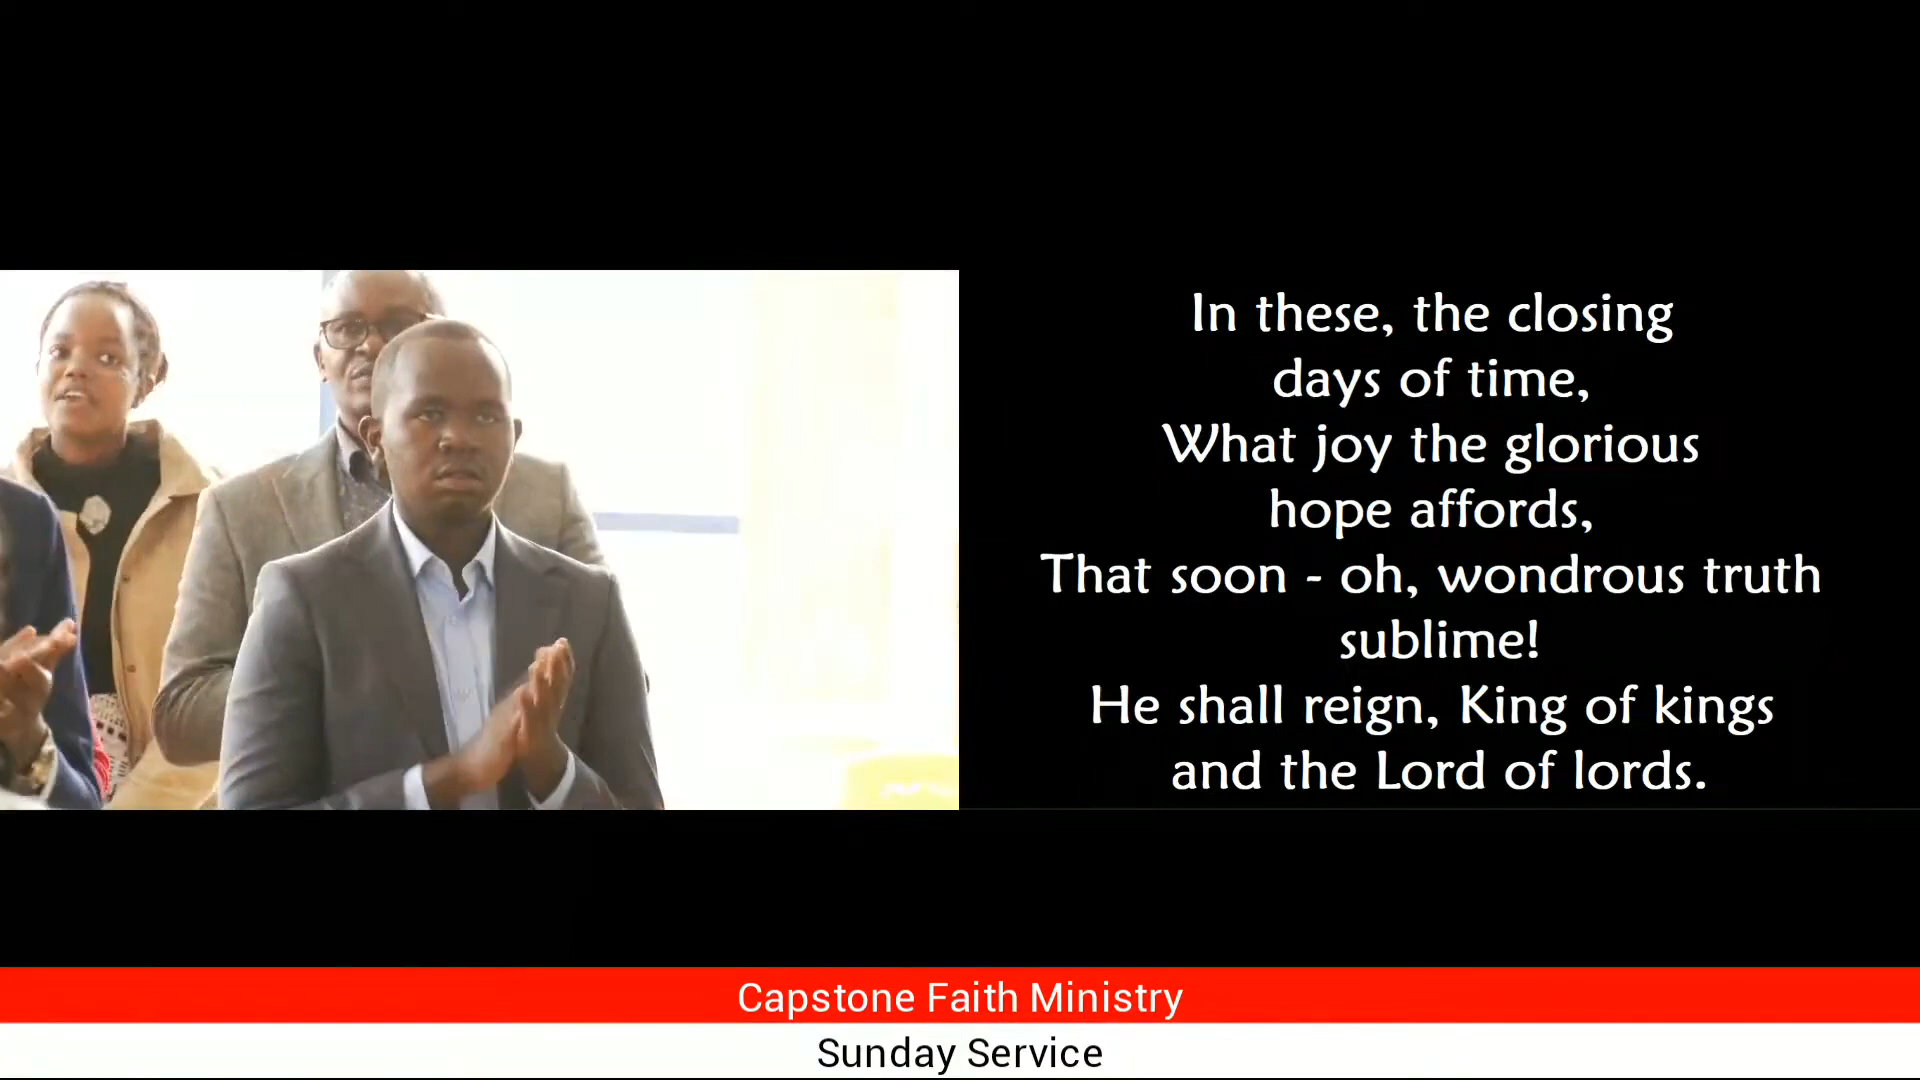 In these, the closing
days of time,
What joy the glorious
hope affords,
That soon - oh, wondrous truth
sublime!
He shall reign, King of kings
and the Lord of lords.
Capstone Faith Ministry
Sunday Service